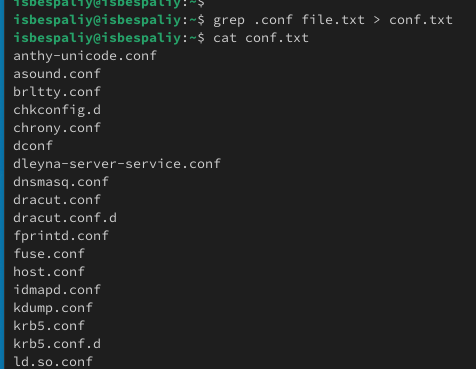 isbespaliy@isbespaliy:~$
isbespaliy@isbespaliy:~$ grep .conf file.txt > conf.txt
isbespaliy@isbespaliy:~$ cat conf.txt
anthy-unicode.conf
asound.conf
brltty.conf
chkconfig.d
chrony.conf
dconf
dleyna-server-service.conf
dnsmasq.conf
dracut.conf
dracut.conf.d
fprintd.conf
fuse.conf
host.conf
idmapd.conf
kdump.conf
krb5.conf
krb5.conf.d
ld.so.conf